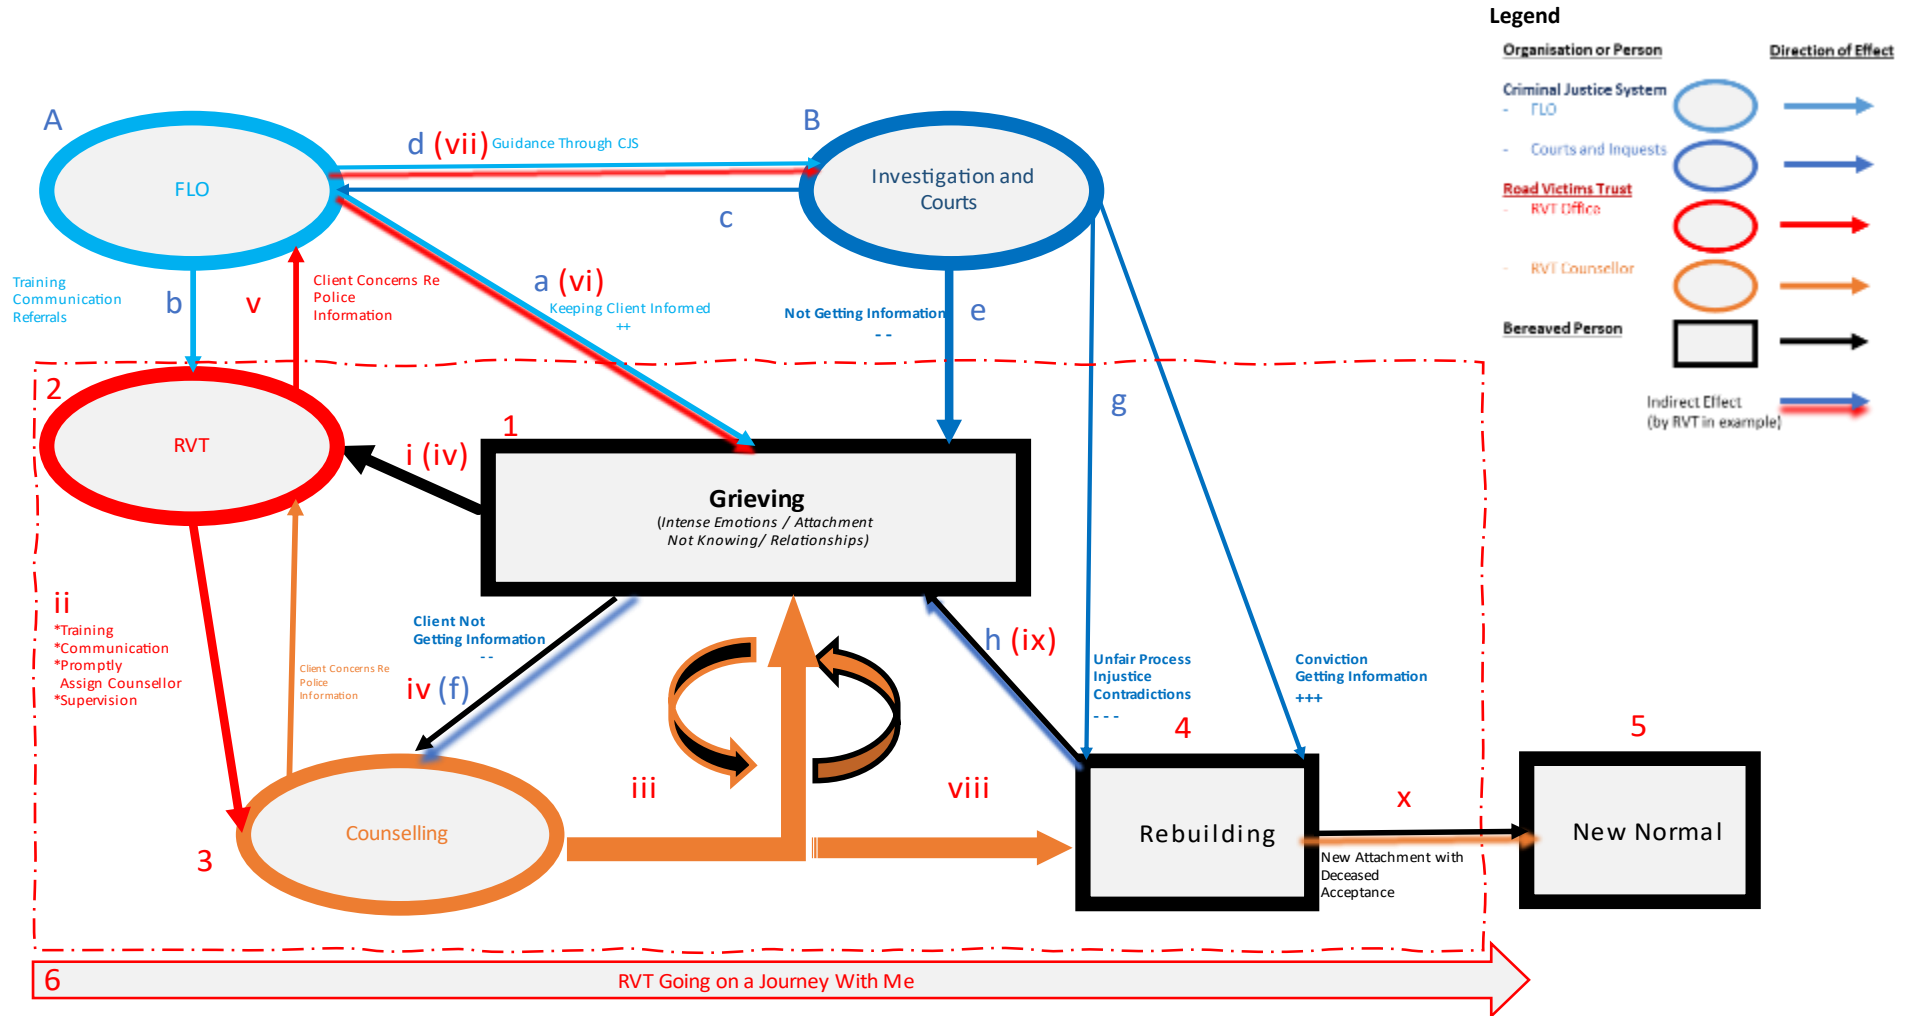 Legend
Organisation or Person
Direction of Effect
Criminal Justice System
- FLO
- Courts and Inquests
Road Victims Trust
- RVT Office
- RVT Counsellor
Bereaved Person
Indirect Effect
(by RVT in example)
A
FLO
d (vii) Guidance Through CJS
c
B
Investigation and
Courts
Training
Communication
Referrals
b
v
Client Concerns Re
Police
Information
a (vi)
Keeping Client Informed
++
Not Getting Information
- -
e
g
2
RVT
i (iv)
1
Grieving
(Intense Emotions / Attachment
Not Knowing/ Relationships)
ii
*Training
*Communication
*Promptly
Assign Counsellor
*Supervision
Client Concerns Re
Police
Information
Client Not
Getting Information
- -
iv (f)
h (ix)
Unfair Process
Injustice
Contradictions
- - -
Conviction
Getting Information
+++
3
Counselling
iii
viii
4
Rebuilding
x
New Attachment with
Deceased
Acceptance
5
New Normal
6
RVT Going on a Journey With Me